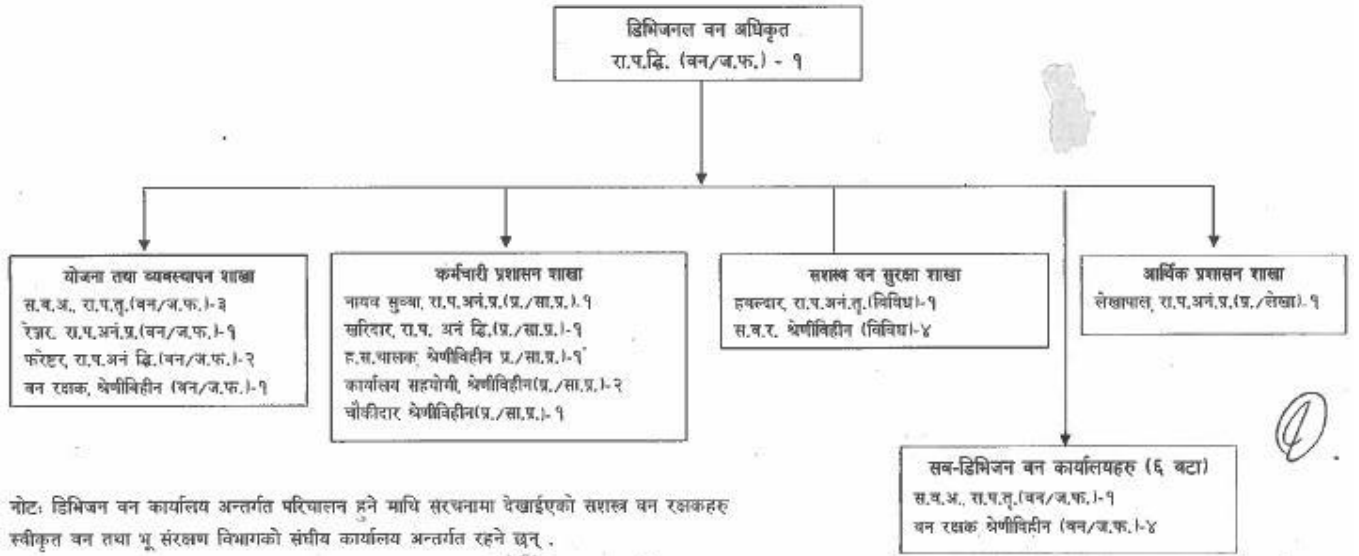 डिभिजनल वन अधिकृत
रा.प.द्धि. (वन/ज.फ.) - १
योजना तथा व्यवस्थापन शाखा
स.व.अ., रा.प.तृ.(वन/ज.फ.)-३
रेञ्जर, रा.प.अनं.प्र.(वन/ज.फ.)-१
फरेष्टर, रा.प.अनं द्धि.(वन/ज.फ.)-२
वन रक्षक, श्रेणीविहीन (वन/ज.फ.)-१
कर्मचारी प्रशासन शाखा
नायव सुब्बा, रा.प.अनं.प्र.(प्र./सा.प्र.)-१
खरिदार, रा.प. अनं द्धि.(प्र./सा.प्र.)-१
ह.स.चालक, श्रेणीविहीन प्र./सा.प्र.)-१
कार्यालय सहयोगी, श्रेणीविहीन(प्र./सा.प्र.)-२
चौकीदार श्रेणीविहीन(प्र./सा.प्र.)-१
सशस्त्र वन सुरक्षा शाखा
हवल्दार, रा.प.अनं.तृ.(विविध)-१
स.व.र. श्रेणीविहीन (विविध)-४
आर्थिक प्रशासन शाखा
लेखापाल, रा.प.अनं.प्र.(प्र./लेखा)-१
सव-डिभिजन वन कार्यालयहरु (६ वटा)
स.व.अ., रा.प.तृ.(वन/ज.फ.)-१
वन रक्षक श्रेणीविहीन (वन/ज.फ.)-४
नोटः डिभिजन वन कार्यालय अन्तर्गत परिचालन हुने माथि संरचनामा देखाईएको सशस्त्र वन रक्षकहरु
स्वीकृत वन तथा भू संरक्षण विभागको संघीय कार्यालय अन्तर्गत रहने छन् .